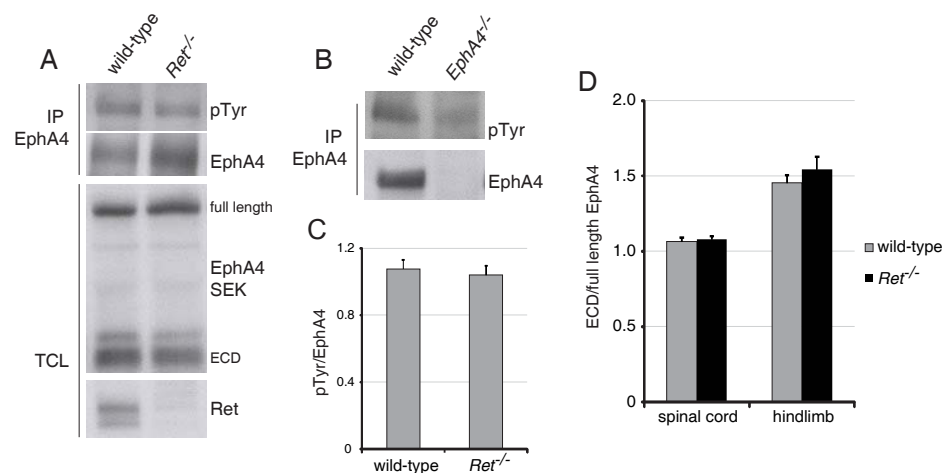 A
wild-type
Ret-/-
IP
EphA4
pTyr
EphA4
full length
EphA4
SEK
TCL
ECD
Ret
B
wild-type
EphA4-/-
IP
EphA4
pTyr
EphA4
C
pTyr/EphA4
1.2
0.8
0.4
0
wild-type
Ret-/-
D
ECD/full length EphA4
2.0
1.5
1.0
0.5
0
spinal cord
hindlimb
wild-type
Ret-/-